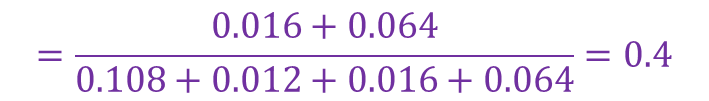 = (0.016 + 0.064) / (0.108 + 0.012 + 0.016 + 0.064) = 0.4